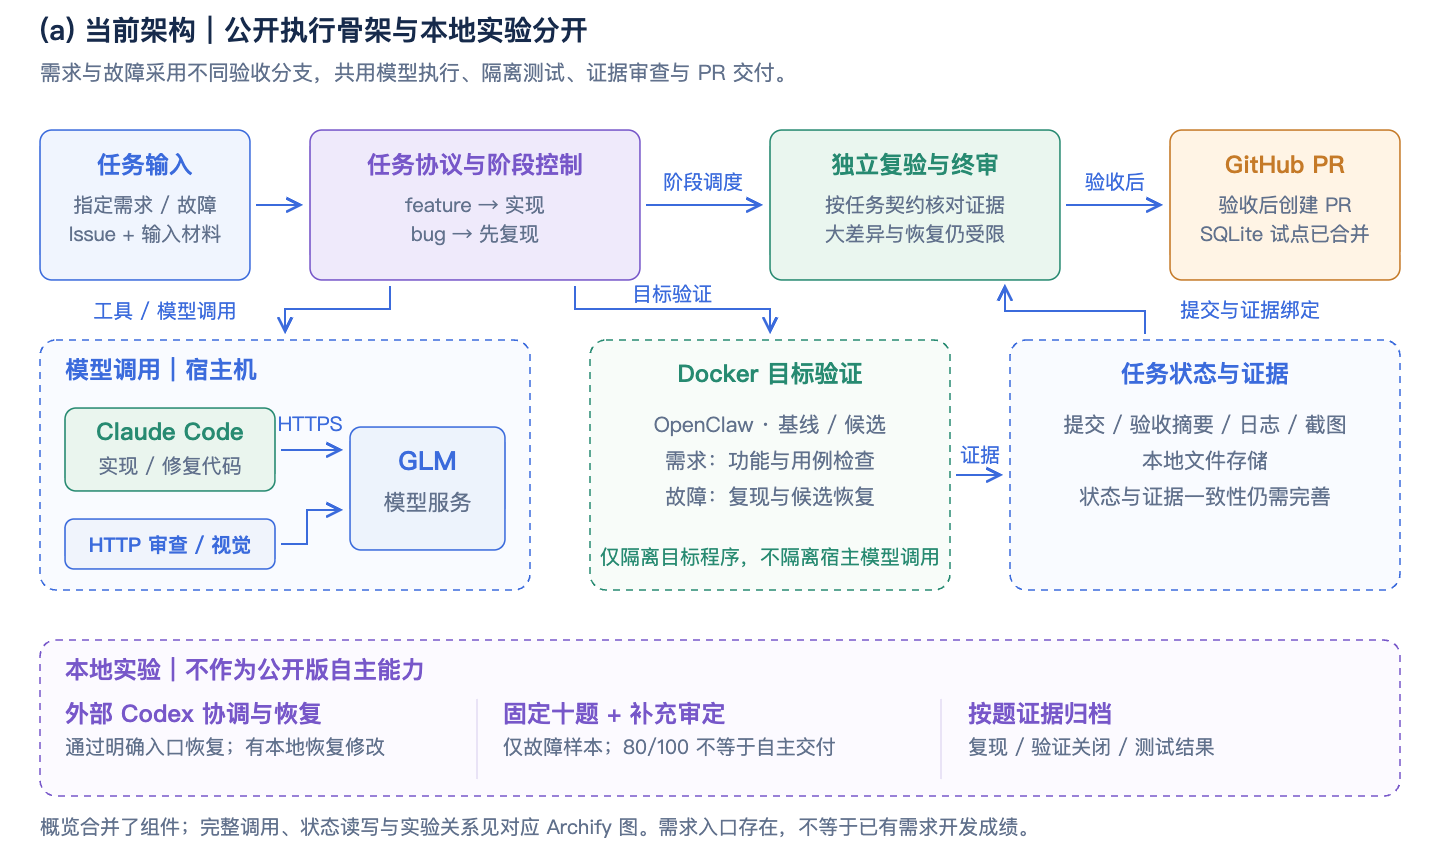 (a) 当前架构｜公开执行骨架与本地实验分开
需求与故障采用不同验收分支，共用模型执行、隔离测试、证据审查与 PR 交付。
任务输入
指定需求 / 故障
Issue + 输入材料
任务协议与阶段控制
feature → 实现
bug → 先复现
阶段调度
独立复验与终审
按任务契约核对证据
大差异与恢复仍受限
验收后
GitHub PR
验收后创建 PR
SQLite 试点已合并
工具 / 模型调用
目标验证
提交与证据绑定
模型调用｜宿主机
Claude Code
实现 / 修复代码
HTTPS
GLM
模型服务
HTTP 审查 / 视觉
Docker 目标验证
OpenClaw · 基线 / 候选
需求：功能与用例检查
故障：复现与候选恢复
仅隔离目标程序，不隔离宿主模型调用
证据
任务状态与证据
提交 / 验收摘要 / 日志 / 截图
本地文件存储
状态与证据一致性仍需完善
本地实验｜不作为公开版自主能力
外部 Codex 协调与恢复
通过明确入口恢复；有本地恢复修改
固定十题 + 补充审定
仅故障样本；80/100 不等于自主交付
按题证据归档
复现 / 验证关闭 / 测试结果
概览合并了组件；完整调用、状态读写与实验关系见对应 Archify 图。需求入口存在，不等于已有需求开发成绩。